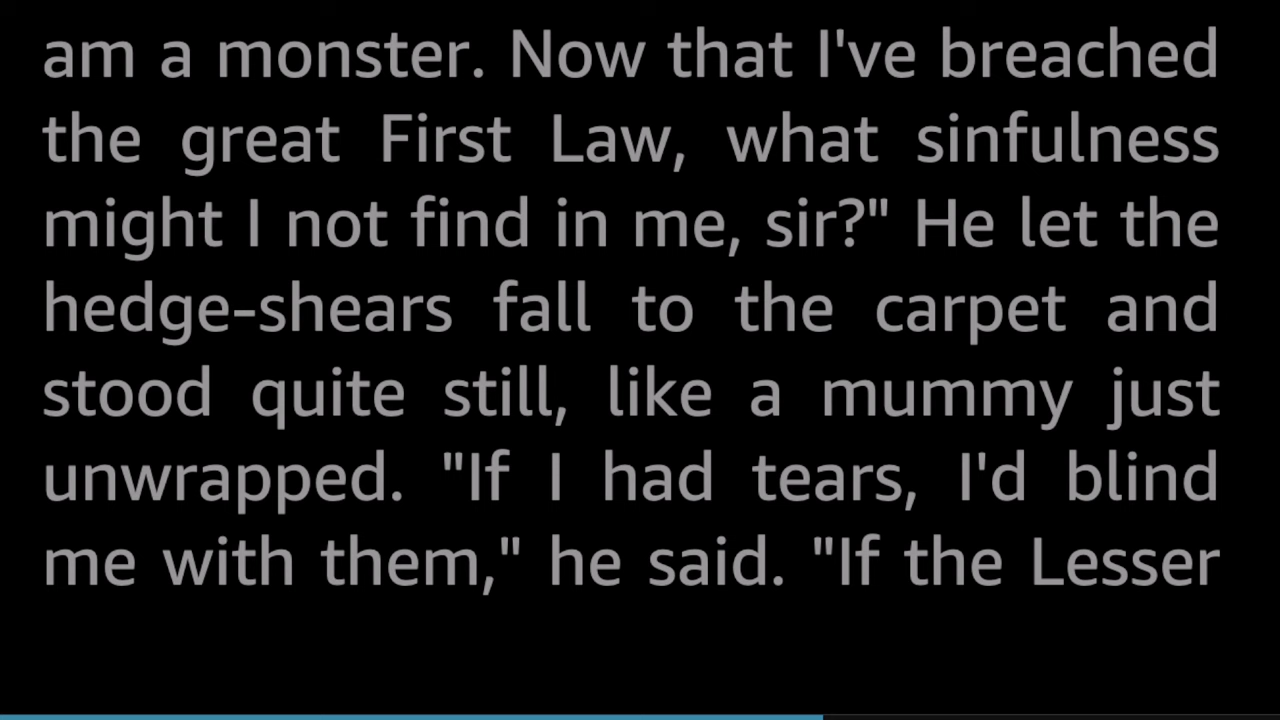 am a monster. Now that I've breached
the great First Law, what sinfulness
might I not find in me, sir?" He let the
hedge-shears fall to the carpet and
stood quite still, like a mummy just
unwrapped. "If I had tears, I'd blind
me with them," he said. "If the Lesser